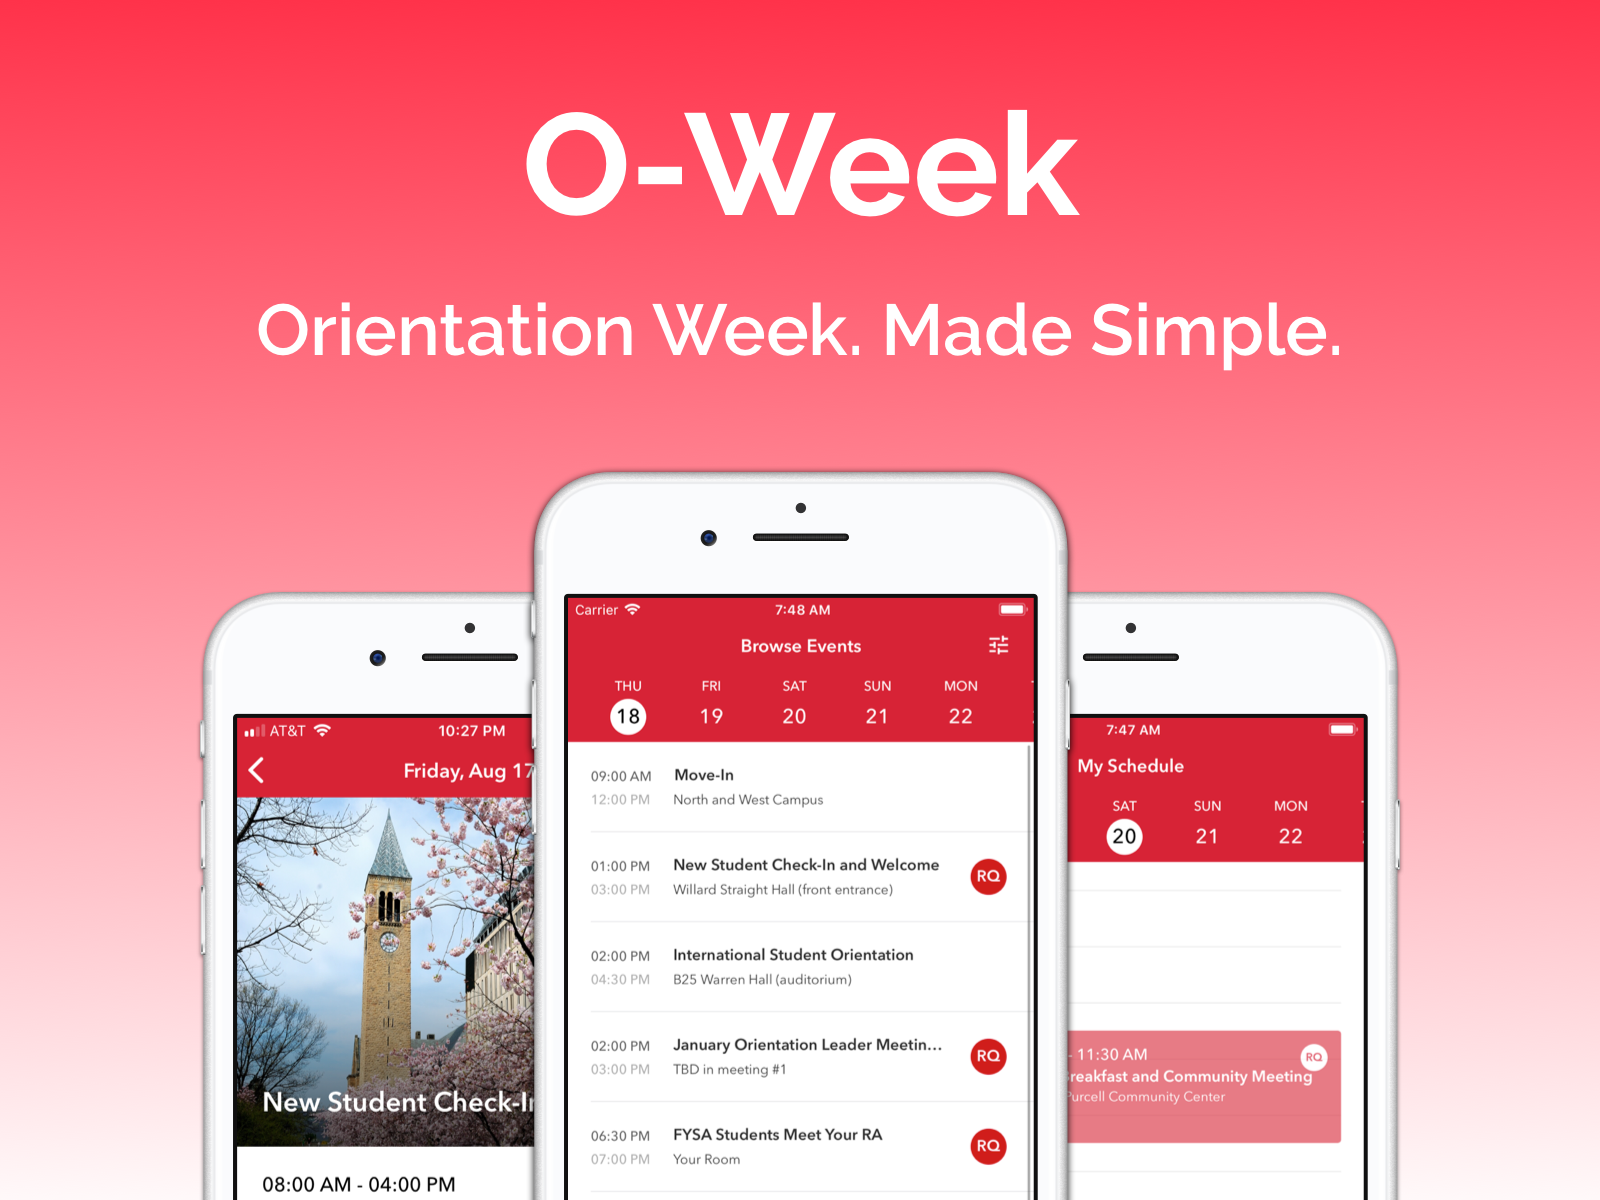 O-Week
Orientation Week. Made Simple.
AT&T 10:27 PM
Friday, Aug 17
New Student Check-In
08:00 AM - 04:00 PM
Carrier 7:48 AM
Browse Events
THU FRI SAT SUN MON
18 19 20 21 22
09:00 AM Move-In
12:00 PM North and West Campus
01:00 PM New Student Check-In and Welcome
RQ
03:00 PM Willard Straight Hall (front entrance)
02:00 PM International Student Orientation
04:30 PM B25 Warren Hall (auditorium)
02:00 PM January Orientation Leader Meetin...
RQ
03:00 PM TBD in meeting #1
06:30 PM FYSA Students Meet Your RA
RQ
07:00 PM Your Room
7:47 AM
My Schedule
SAT SUN MON
20 21 22
- 11:30 AM
RQ
reakfast and Community Meeting
Purcell Community Center